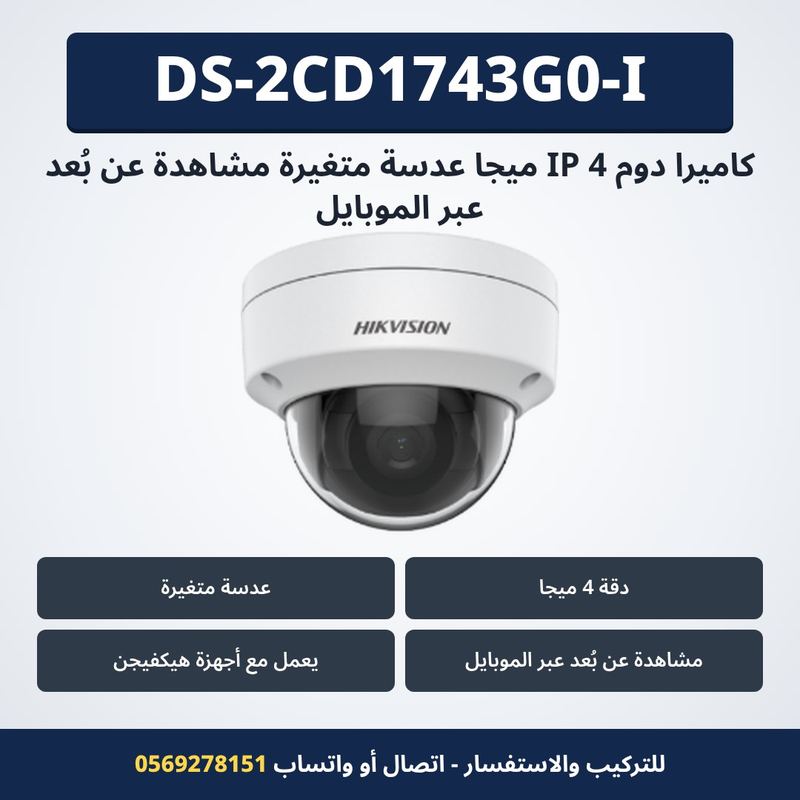 DS-2CD1743G0-I
كاميرا دوم IP 4 ميجا عدسة متغيرة مشاهدة عن بُعد
عبر الموبايل
HIKVISION
دقة 4 ميجا
عدسة متغيرة
مشاهدة عن بُعد عبر الموبايل
يعمل مع أجهزة هيكفيجن
للتركيب والاستفسار - اتصال أو واتساب 0569278151